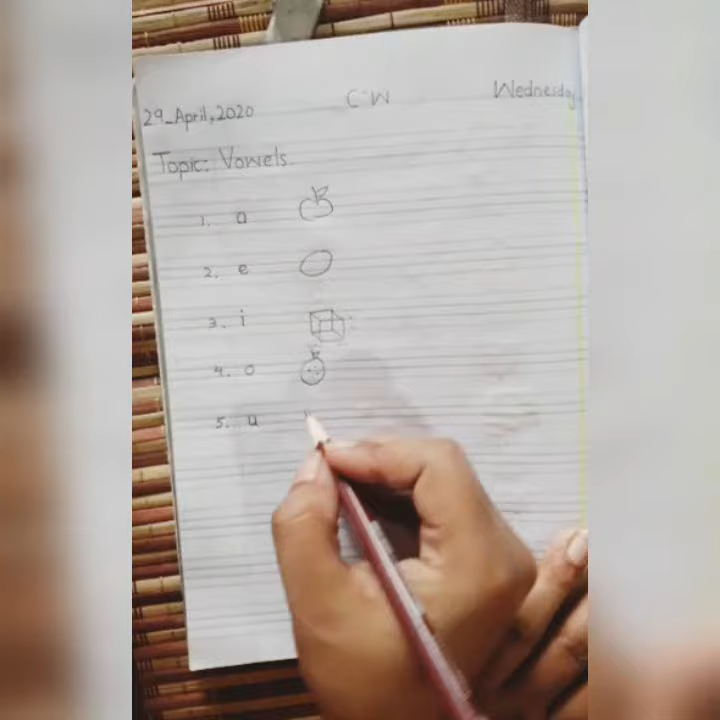 29_April,2020 C.W Wednesday
Topic: Vowels
1. a
2. e
3. i
4. o
5. u